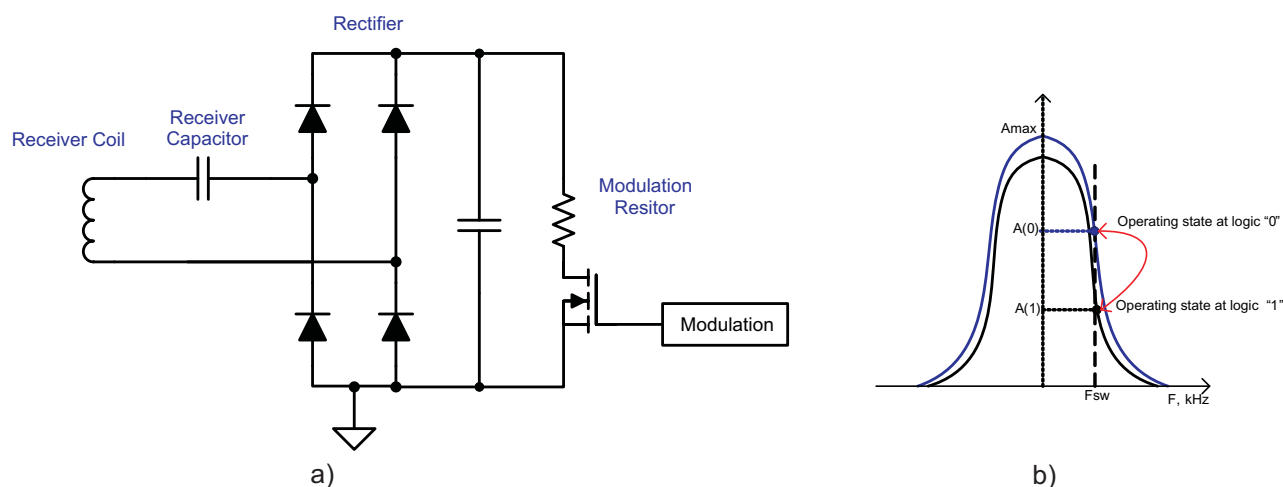 Rectifier
Receiver Coil
Receiver
Capacitor
Modulation
Resitor
Modulation
a)
Amax
A(0)
Operating state at logic “0”
A(1)
Operating state at logic “1”
Fsw
F, kHz
b)